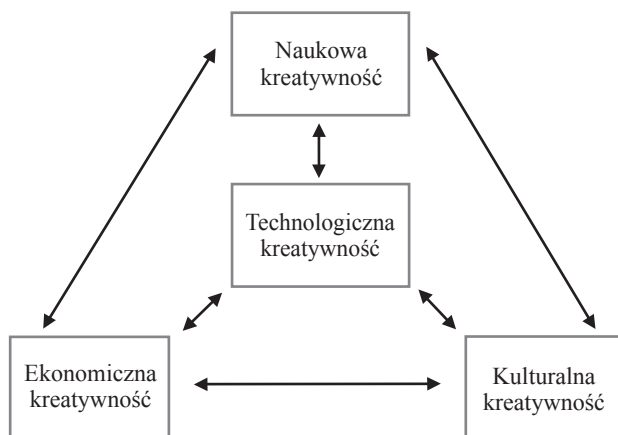 Naukowa
kreatywność
Technologiczna
kreatywność
Ekonomiczna
kreatywność
Kulturalna
kreatywność